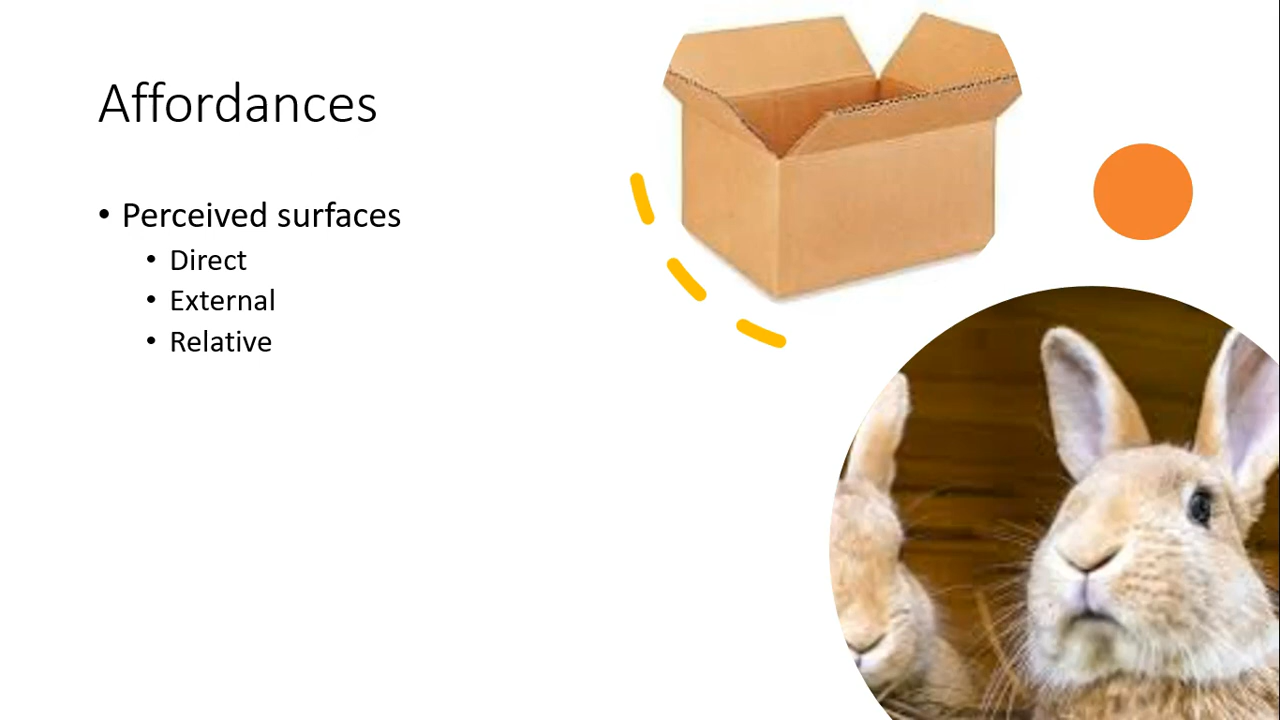 Affordances
• Perceived surfaces
• Direct
• External
• Relative